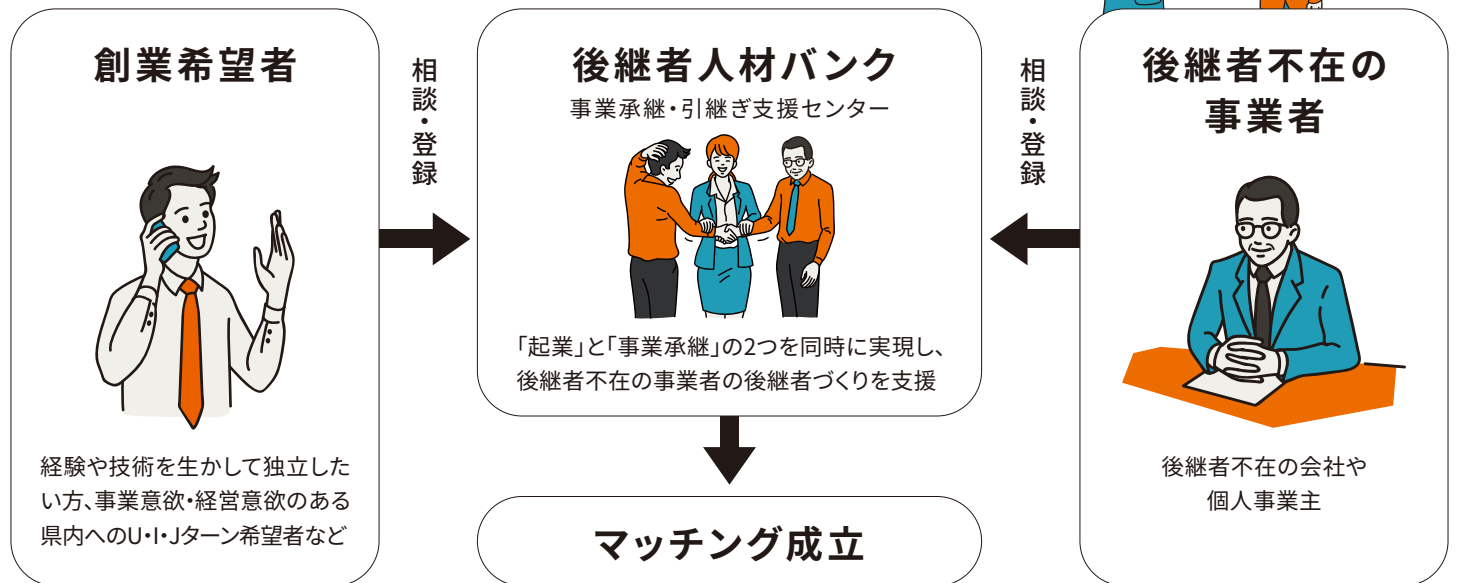 創業希望者
経験や技術を生かして独立した
い方、事業意欲・経営意欲のある
県内へのU・I・Jターン希望者など
相談・登録
後継者人材バンク
事業承継・引継ぎ支援センター
「起業」と「事業承継」の2つを同時に実現し、
後継者不在の事業者の後継者づくりを支援
マッチング成立
相談・登録
後継者不在の
事業者
後継者不在の会社や
個人事業主